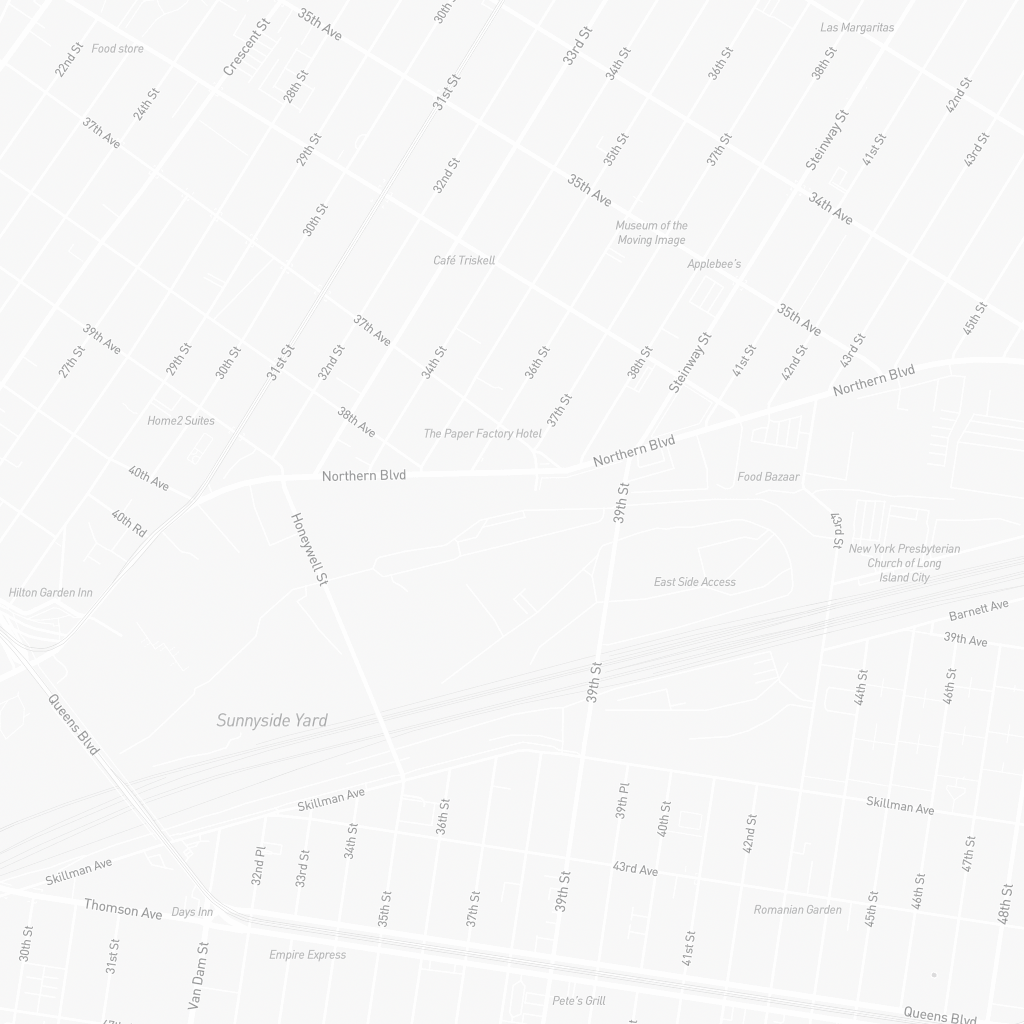 30th St
35th Ave
33rd St
Las Margaritas
Crescent St
Food store
22nd St
34th St
36th St
38th St
28th St
31st St
42nd St
24th St
37th Ave
Steinway St
29th St
35th St
37th St
41st St
43rd St
32nd St
35th Ave
34th Ave
30th St
Museum of the
Moving Image
Café Triskell
Applebee's
37th Ave
35th Ave
45th St
39th Ave
27th St
29th St
30th St
31st St
32nd St
34th St
36th St
38th St
Steinway St
41st St
42nd St
43rd St
Northern Blvd
Home2 Suites
38th Ave
37th St
The Paper Factory Hotel
Northern Blvd
40th Ave
Northern Blvd
Food Bazaar
40th Rd
Honeywell St
39th St
43rd St
New York Presbyterian
Church of Long
Island City
East Side Access
Hilton Garden Inn
Barnett Ave
39th Ave
39th St
44th St
46th St
Queens Blvd
Sunnyside Yard
Skillman Ave
39th Pl
Skillman Ave
36th St
40th St
42nd St
34th St
47th St
Skillman Ave
32nd Pl
33rd St
43rd Ave
46th St
Thomson Ave
Days Inn
35th St
37th St
39th St
Romanian Garden
45th St
48th St
30th St
31st St
Van Dam St
Empire Express
41st St
Pete's Grill
Queens Blvd